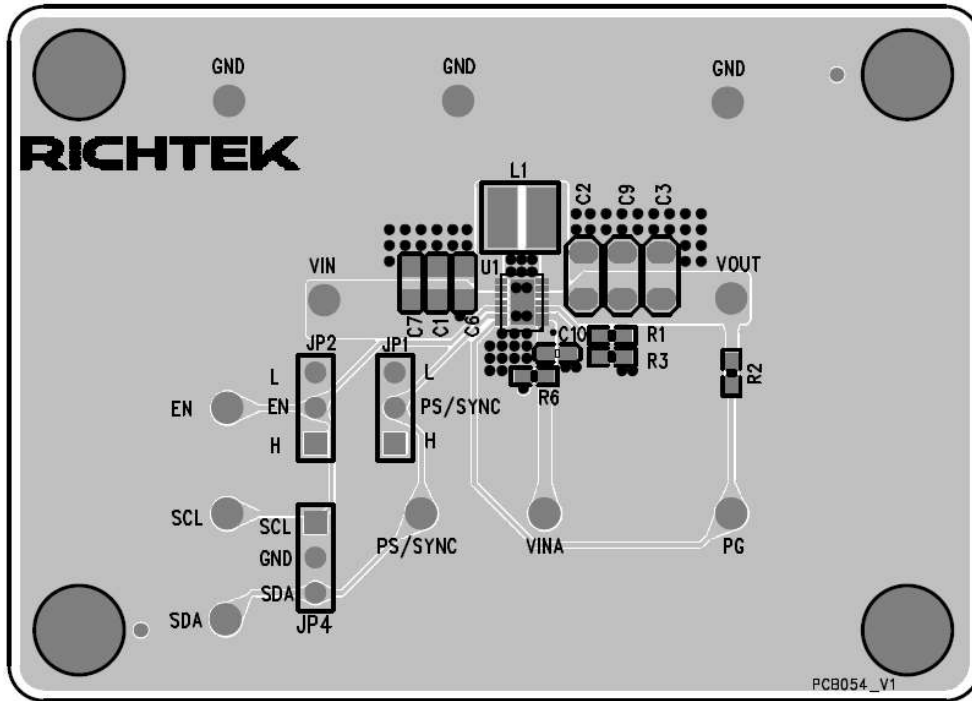 GND GND GND
RICHTEK
L1
C2 C9 C3
VIN U1 VOUT
C7 C1 C6
C10 R1
JP2 JP1
R3
L L
R2
R6
EN EN PS/SYNC
H H
SCL SCL
PS/SYNC VINA PG
GND
SDA SDA
JP4
PCB054_V1